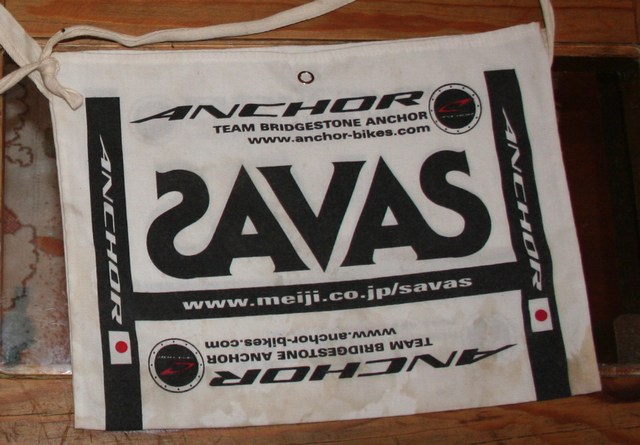 ANCHOR
TEAM BRIDGESTONE ANCHOR
www.anchor-bikes.com
ANCHOR
SAVAS
ANCHOR
www.meiji.co.jp/savas
www.anchor-bikes.com
TEAM BRIDGESTONE ANCHOR
ANCHOR